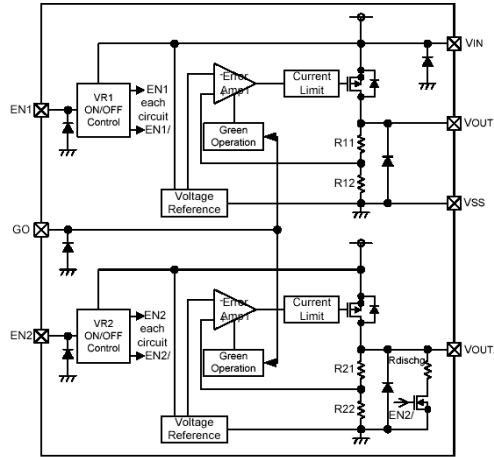 VIN
VR1
ON/OFF
Control
EN1
each
circuit
EN1/
EN1
Error
Amp1
Current
Limit
Green
Operation
VOUT
R11
R12
Voltage
Reference
VSS
GO
VR2
ON/OFF
Control
EN2
each
circuit
EN2/
EN2
Error
Amp1
Current
Limit
Green
Operation
VOUT
Rdischg
R21
R22
EN2/
Voltage
Reference